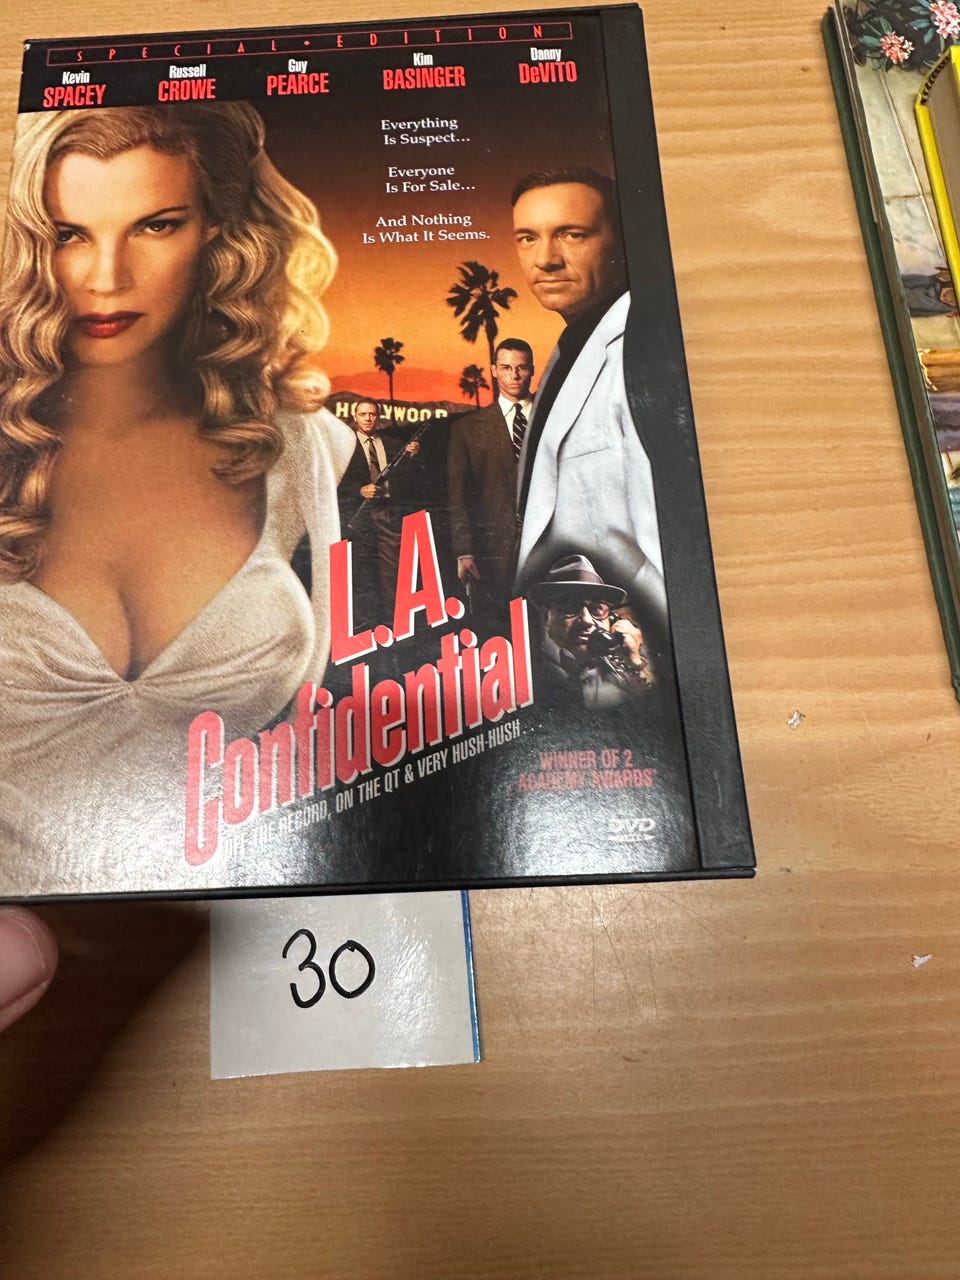 SPECIAL • EDITION
Kevin SPACEY
Russell CROWE
Guy PEARCE
Kim BASINGER
Danny DeVITO
Everything
Is Suspect...
Everyone
Is For Sale...
And Nothing
Is What It Seems.
HOLLYWOOD
L.A.
Confidential
OFF THE RECORD, ON THE QT & VERY HUSH-HUSH
WINNER OF 2
ACADEMY AWARDS
DVD
30